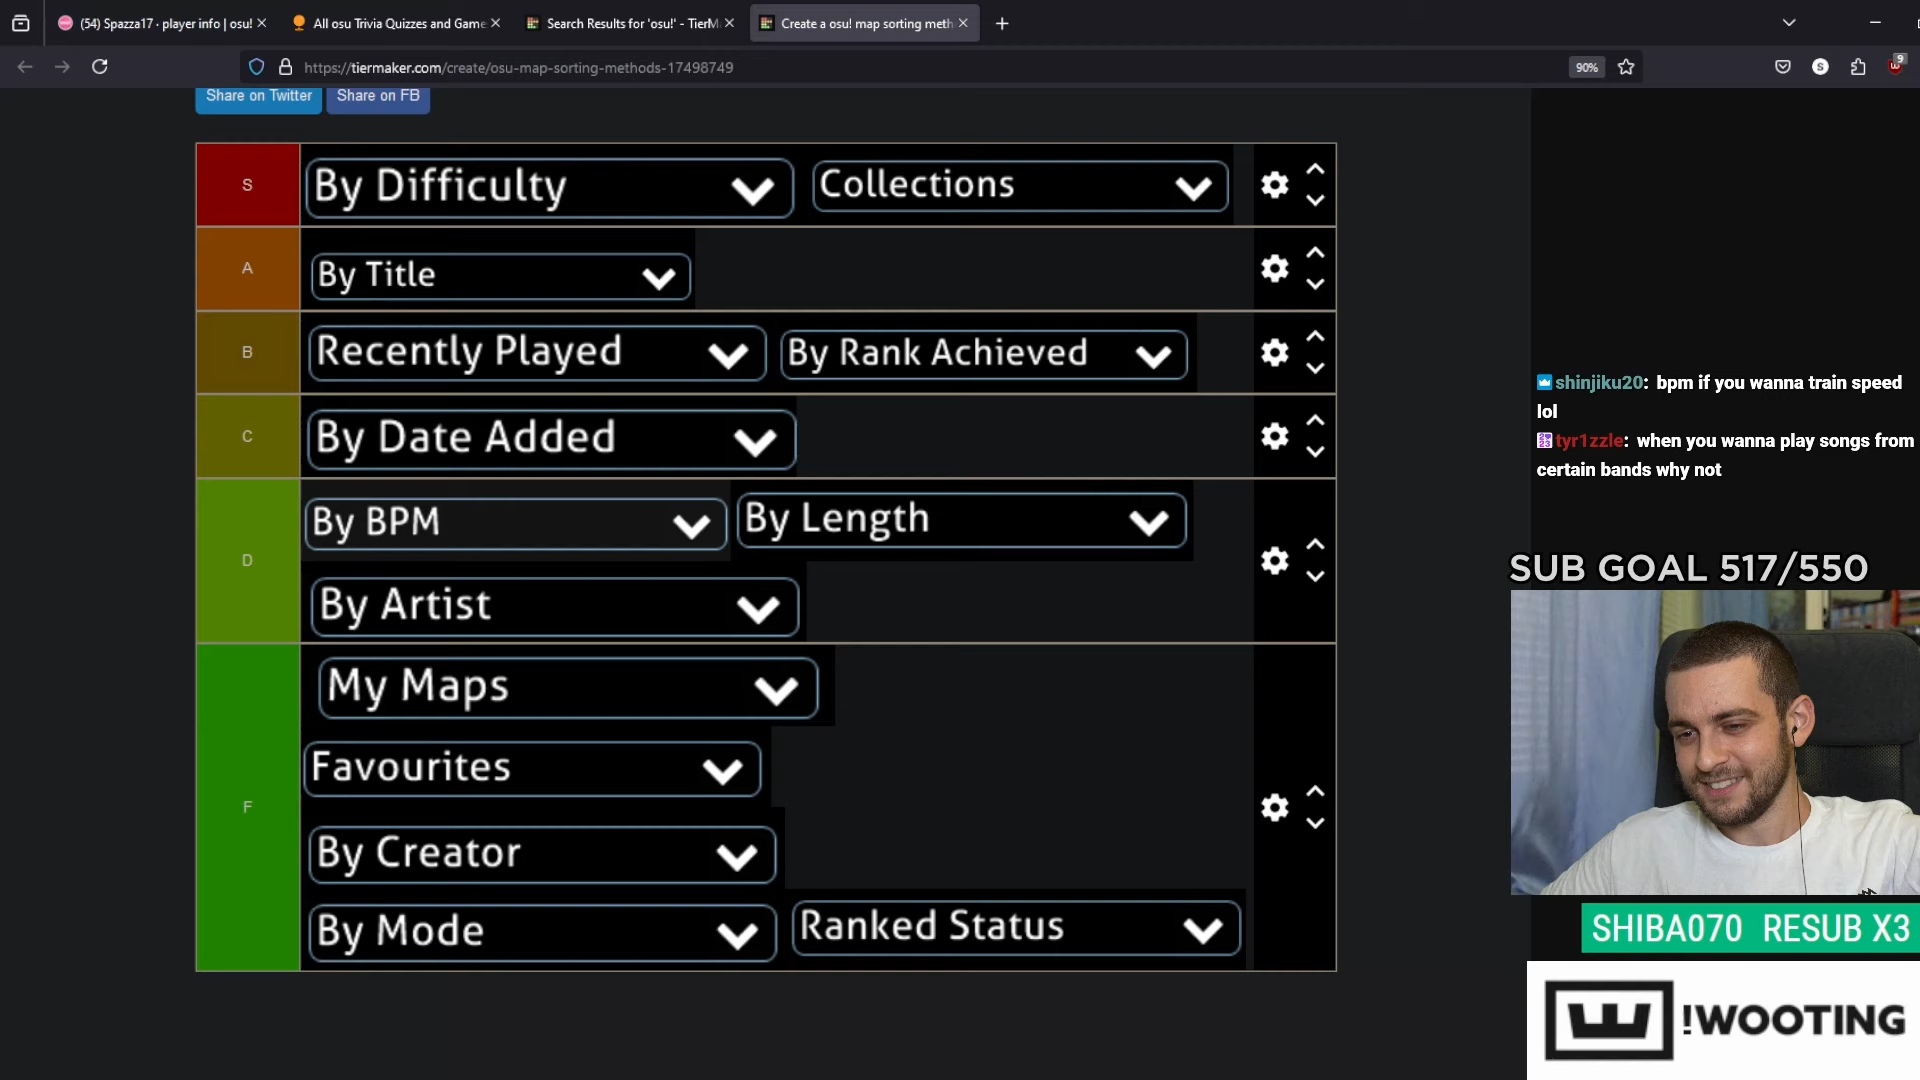 (54) Spazza17 · player info | osu!
All osu Trivia Quizzes and Game
Search Results for 'osu!' - TierM
Create a osu! map sorting meth
https://tiermaker.com/create/osu-map-sorting-methods-17498749
90%
S
9
Share on Twitter
Share on FB
S
By Difficulty
Collections
A
By Title
B
Recently Played
By Rank Achieved
C
By Date Added
D
By BPM
By Length
By Artist
F
My Maps
Favourites
By Creator
By Mode
Ranked Status
shinjiku20: bpm if you wanna train speed
lol
tyr1zzle: when you wanna play songs from
certain bands why not
SUB GOAL 517/550
SHIBA070 RESUB X3
!WOOTING